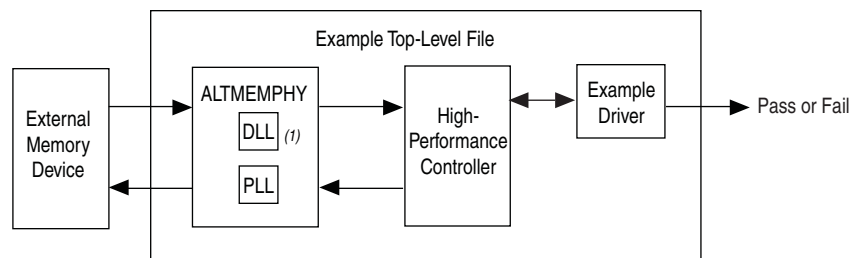 Example Top-Level File
External
Memory
Device
ALTMEMPHY
DLL (1)
PLL
High-
Performance
Controller
Example
Driver
Pass or Fail